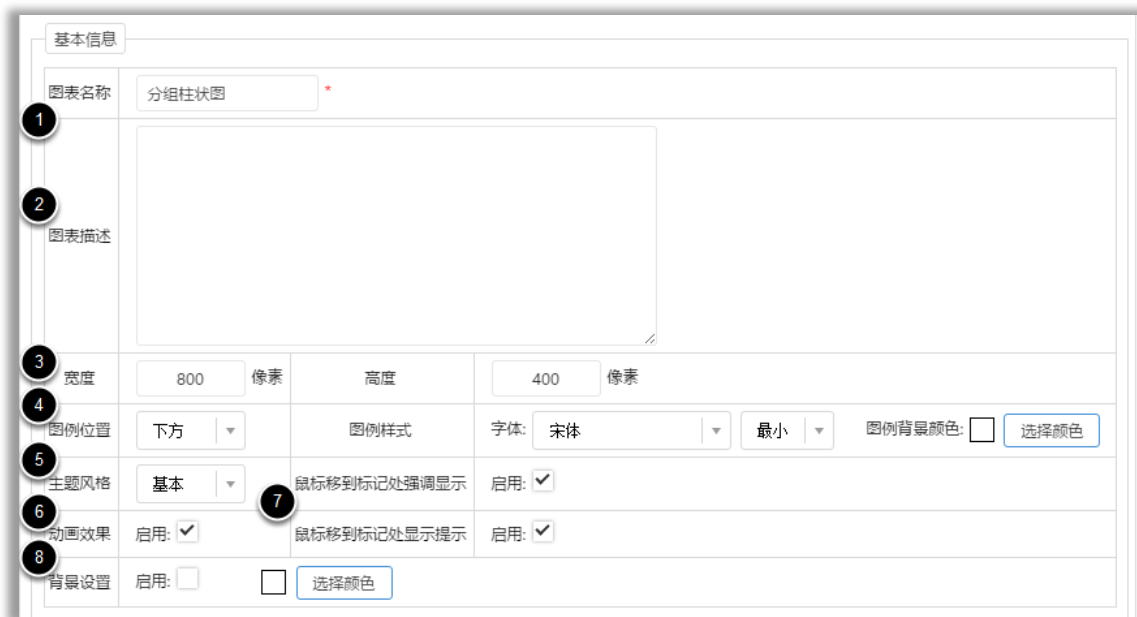 基本信息
图表名称 分组柱状图 *
1
2
图表描述
3
宽度 800 像素 高度 400 像素
4
图例位置 下方 图例样式 字体: 宋体 最小 图例背景颜色: 选择颜色
5
主题风格 基本 鼠标移到标记处强调显示 启用:
7
6
动画效果 启用: 鼠标移到标记处显示提示 启用:
8
背景设置 启用: 选择颜色